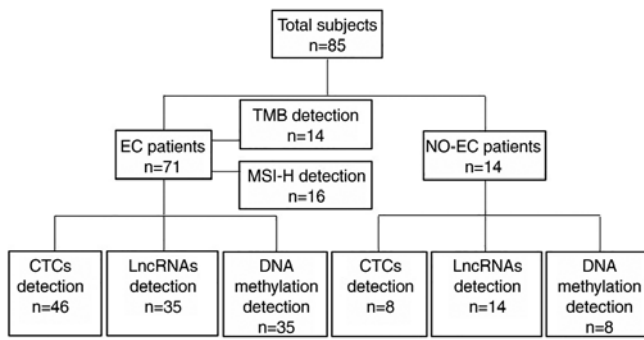 Total subjects
n=85
TMB detection
n=14
EC patients
n=71
NO-EC patients
n=14
MSI-H detection
n=16
CTCs
detection
n=46
LncRNAs
detection
n=35
DNA
methylation
detection
n=35
CTCs
detection
n=8
LncRNAs
detection
n=14
DNA
methylation
detection
n=8